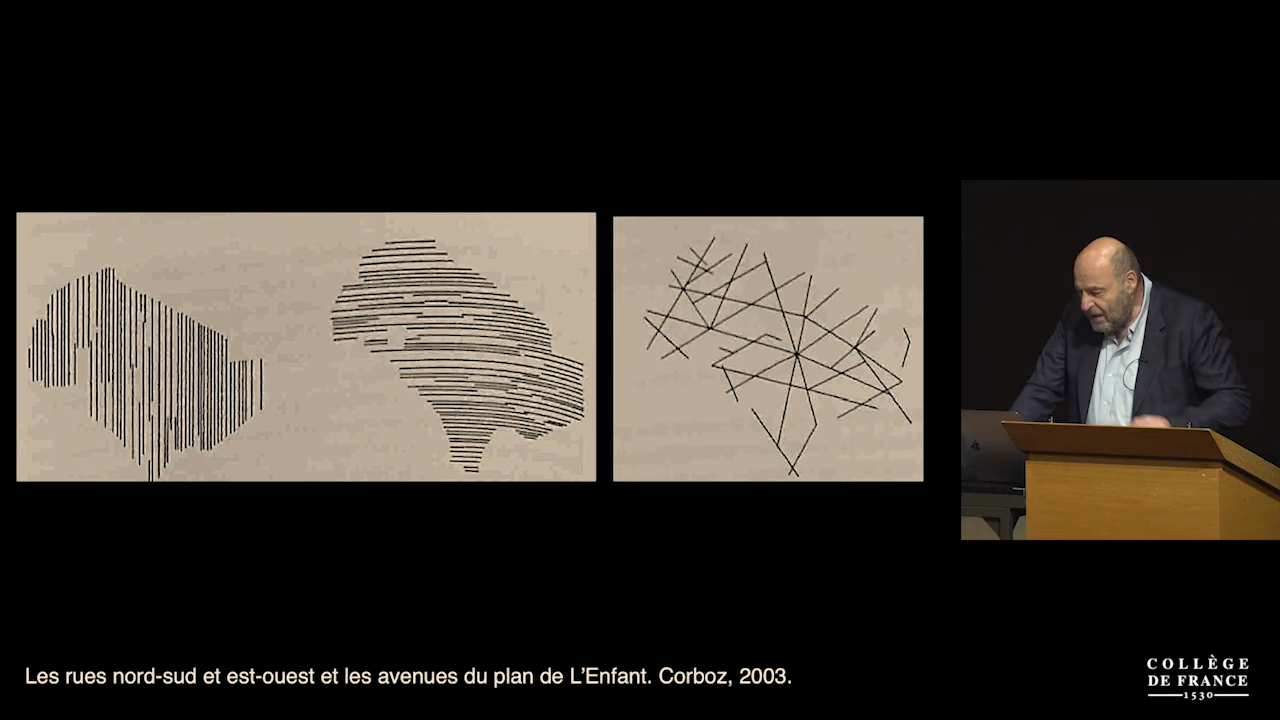 Les rues nord-sud et est-ouest et les avenues du plan de L’Enfant. Corboz, 2003.
COLLÈGE
DE FRANCE
1530